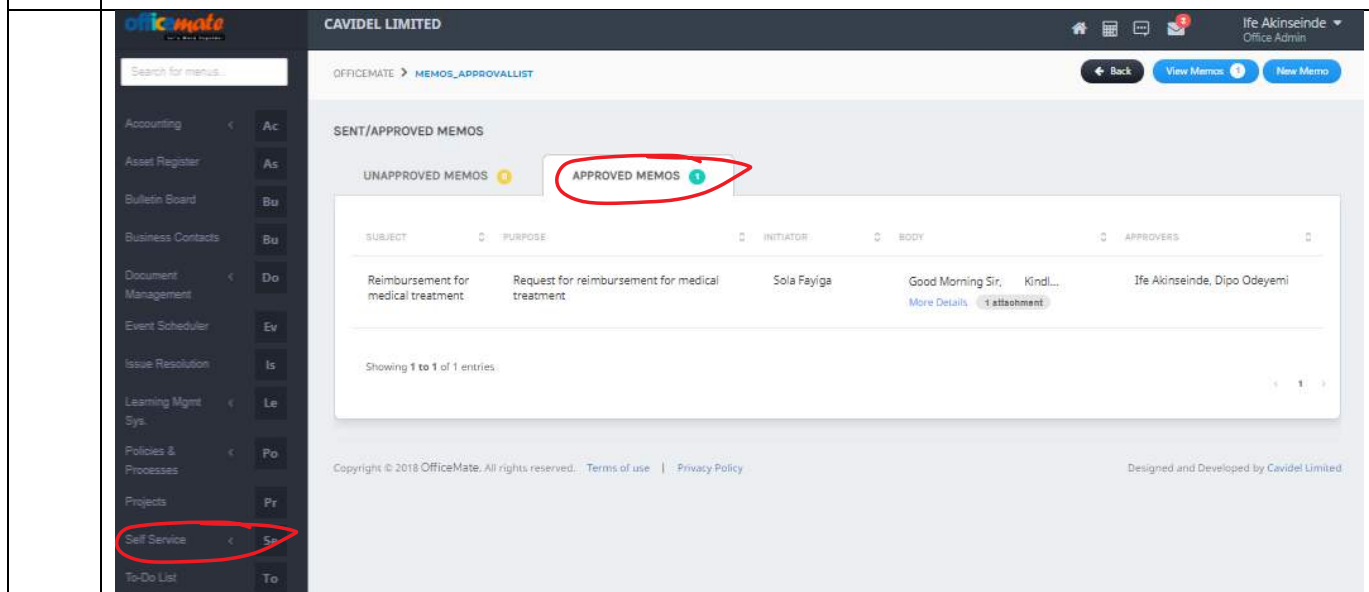 officemate
CAVIDEL LIMITED
2
Ife Akinseinde
Office Admin
Search for menus...
OFFICEMATE > MEMOS_APPROVALLIST
Back
View Memos 1
New Memo
Accounting Ac
Asset Register As
Bulletin Board Bu
Business Contacts Bu
Document Management Do
Event Scheduler Ev
Issue Resolution Is
Learning Mgmt Sys. Le
Policies & Processes Po
Projects Pr
Self Service Se
To-Do List To
SENT/APPROVED MEMOS
UNAPPROVED MEMOS 0
APPROVED MEMOS 1
SUBJECT PURPOSE INITIATOR BODY APPROVERS
Reimbursement for medical treatment
Request for reimbursement for medical treatment
Sola Fayiga
Good Morning Sir, Kindl...
More Details 1 attachment
Ife Akinseinde, Dipo Odeyemi
Showing 1 to 1 of 1 entries
‹ 1 ›
Copyright © 2018 OfficeMate. All rights reserved. Terms of use | Privacy Policy
Designed and Developed by Cavidel Limited